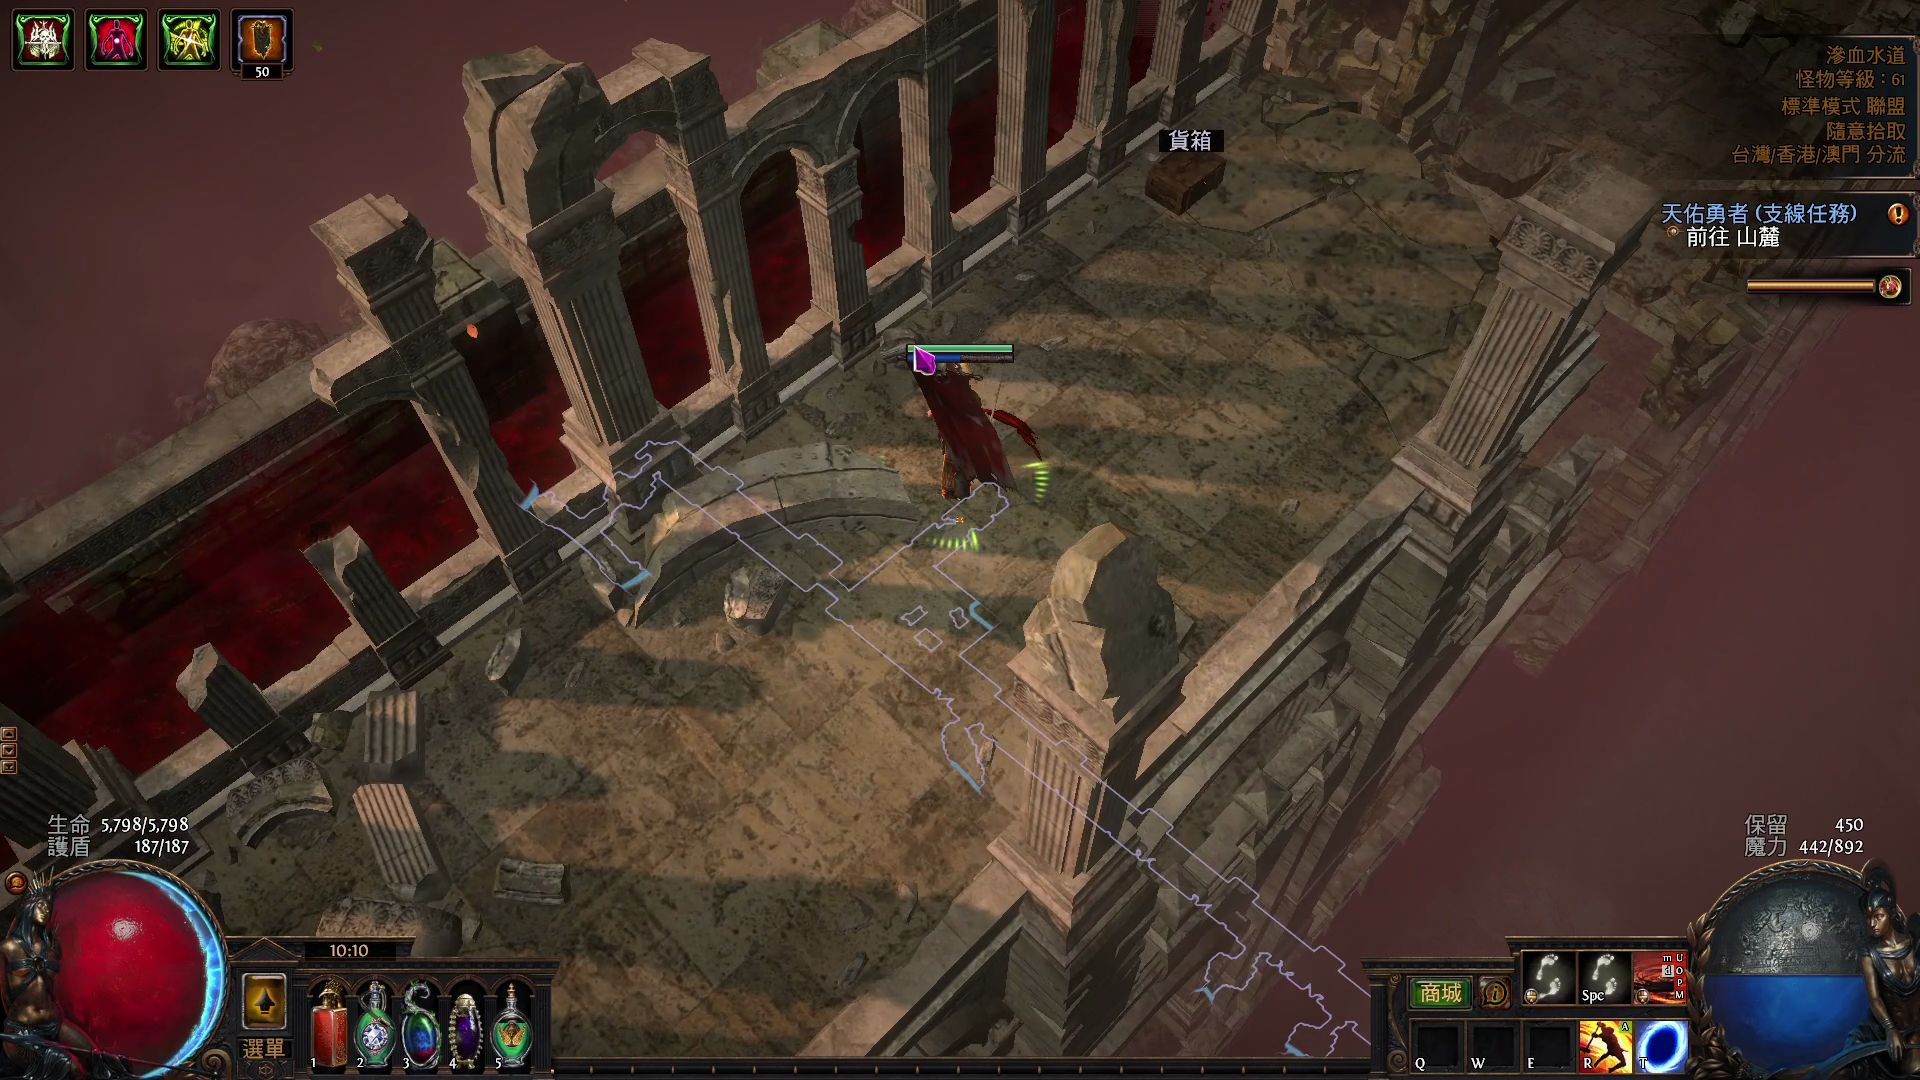 50
滲血水道
怪物等級：61
標準模式 聯盟
隨意拾取
台灣/香港/澳門 分流
貨箱
天佑勇者 (支線任務)
前往 山麓
生命 5,798/5,798
護盾 187/187
保留 450
魔力 442/892
10:10
選單
1 2 3 4 5
商城
Spc
m U
d O
P
M
A
Q W E R T